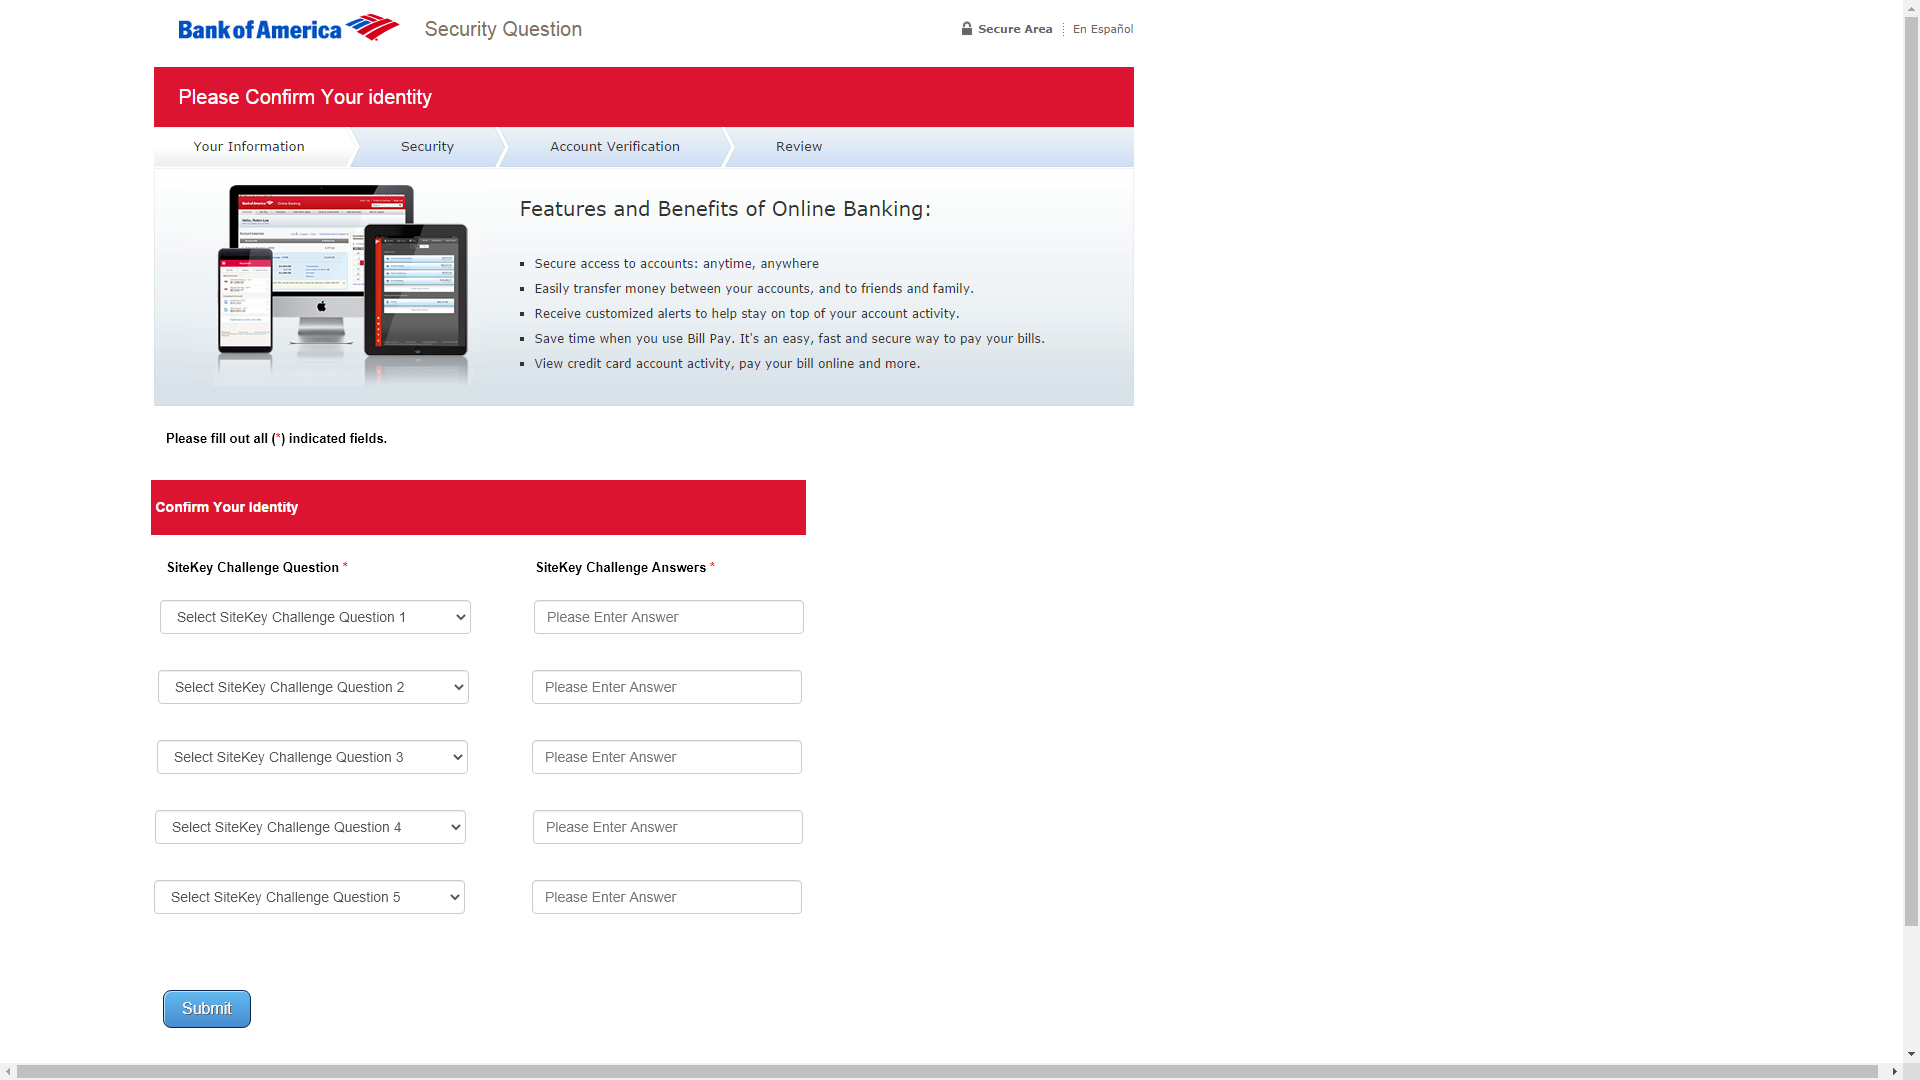 Bank of America Security Question Secure Area En Español
Please Confirm Your identity
Your Information Security Account Verification Review
Features and Benefits of Online Banking:
Secure access to accounts: anytime, anywhere
Easily transfer money between your accounts, and to friends and family.
Receive customized alerts to help stay on top of your account activity.
Save time when you use Bill Pay. It's an easy, fast and secure way to pay your bills.
View credit card account activity, pay your bill online and more.
Please fill out all (*) indicated fields.
Confirm Your Identity
SiteKey Challenge Question * SiteKey Challenge Answers *
Select SiteKey Challenge Question 1 Please Enter Answer
Select SiteKey Challenge Question 2 Please Enter Answer
Select SiteKey Challenge Question 3 Please Enter Answer
Select SiteKey Challenge Question 4 Please Enter Answer
Select SiteKey Challenge Question 5 Please Enter Answer
Submit